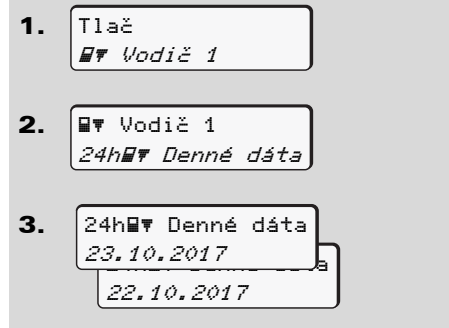 1.
Tlač
🖪▼ Vodič 1
2.
🖪▼ Vodič 1
24h🖪▼ Denné dáta
3.
24h🖪▼ Denné dáta
23.10.2017
22.10.2017